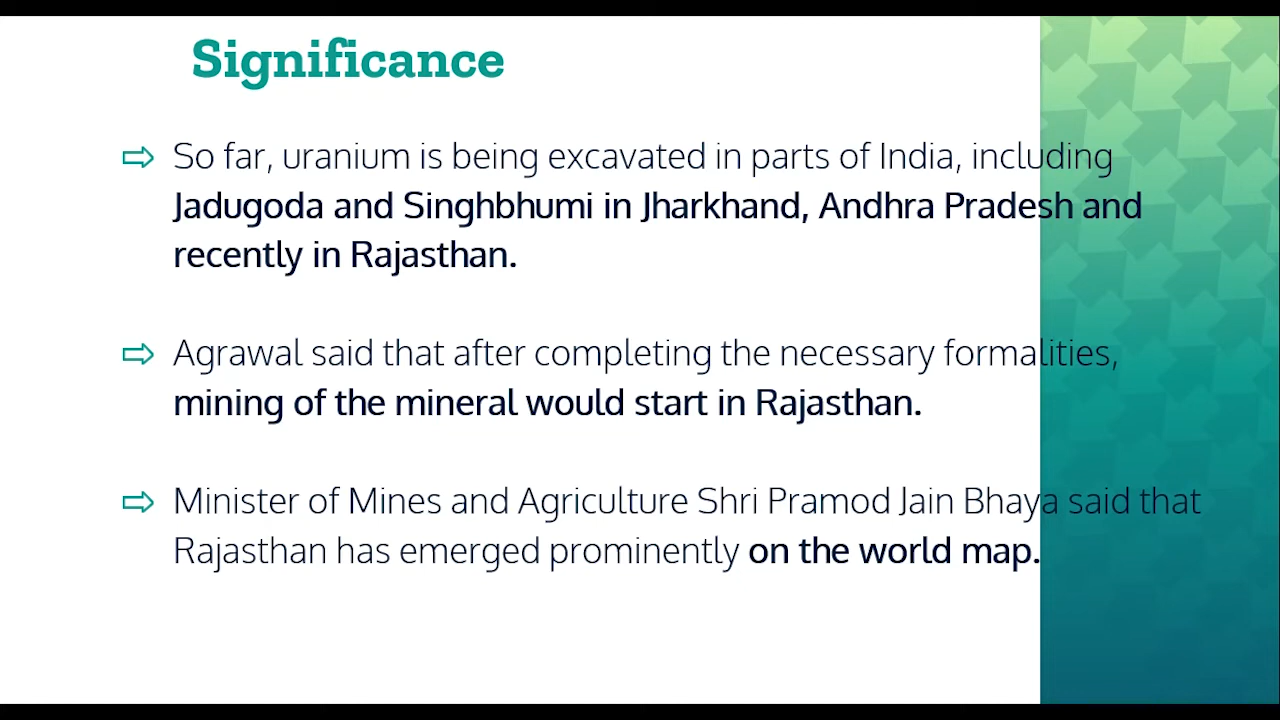 Significance
⇨ So far, uranium is being excavated in parts of India, including
Jadugoda and Singhbhumi in Jharkhand, Andhra Pradesh and
recently in Rajasthan.
⇨ Agrawal said that after completing the necessary formalities,
mining of the mineral would start in Rajasthan.
⇨ Minister of Mines and Agriculture Shri Pramod Jain Bhaya said that
Rajasthan has emerged prominently on the world map.